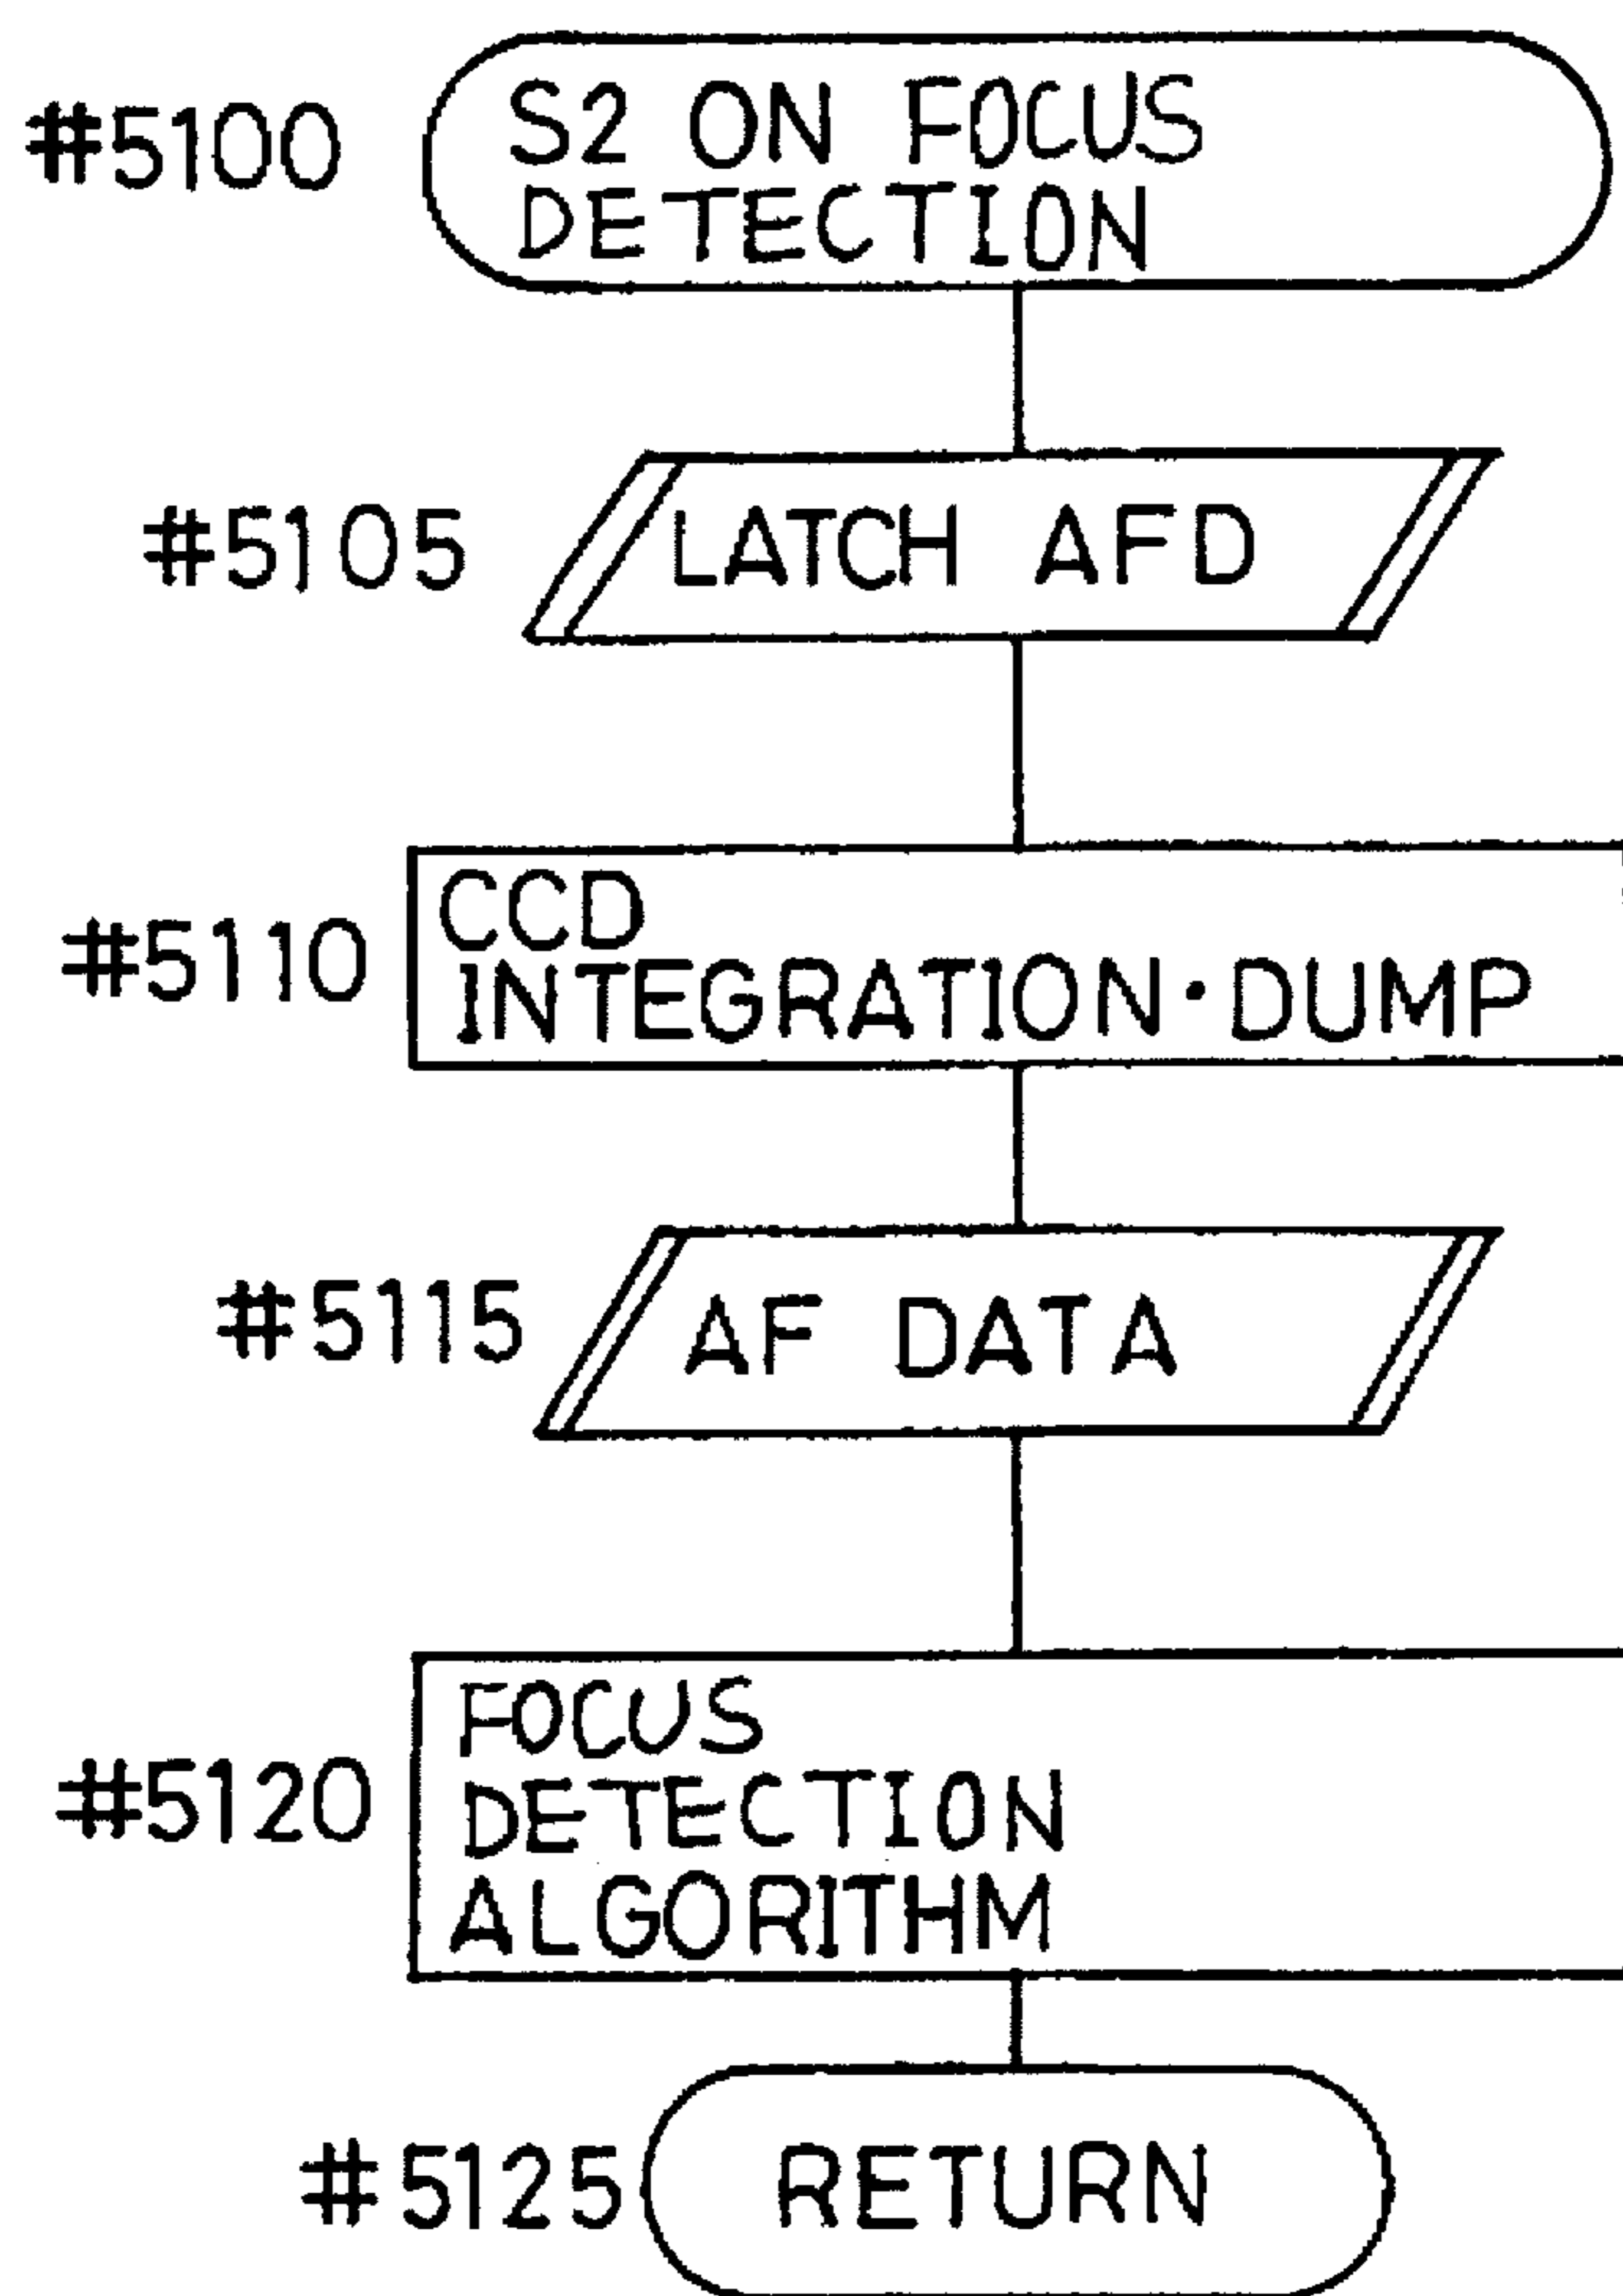 #5100 S2 ON FOCUS
DETECTION
#5105 LATCH AFD
CCD
#5110 INTEGRATION·DUMP
#5115 AF DATA
FOCUS
#5120 DETECTION
ALGORITHM
#5125 RETURN